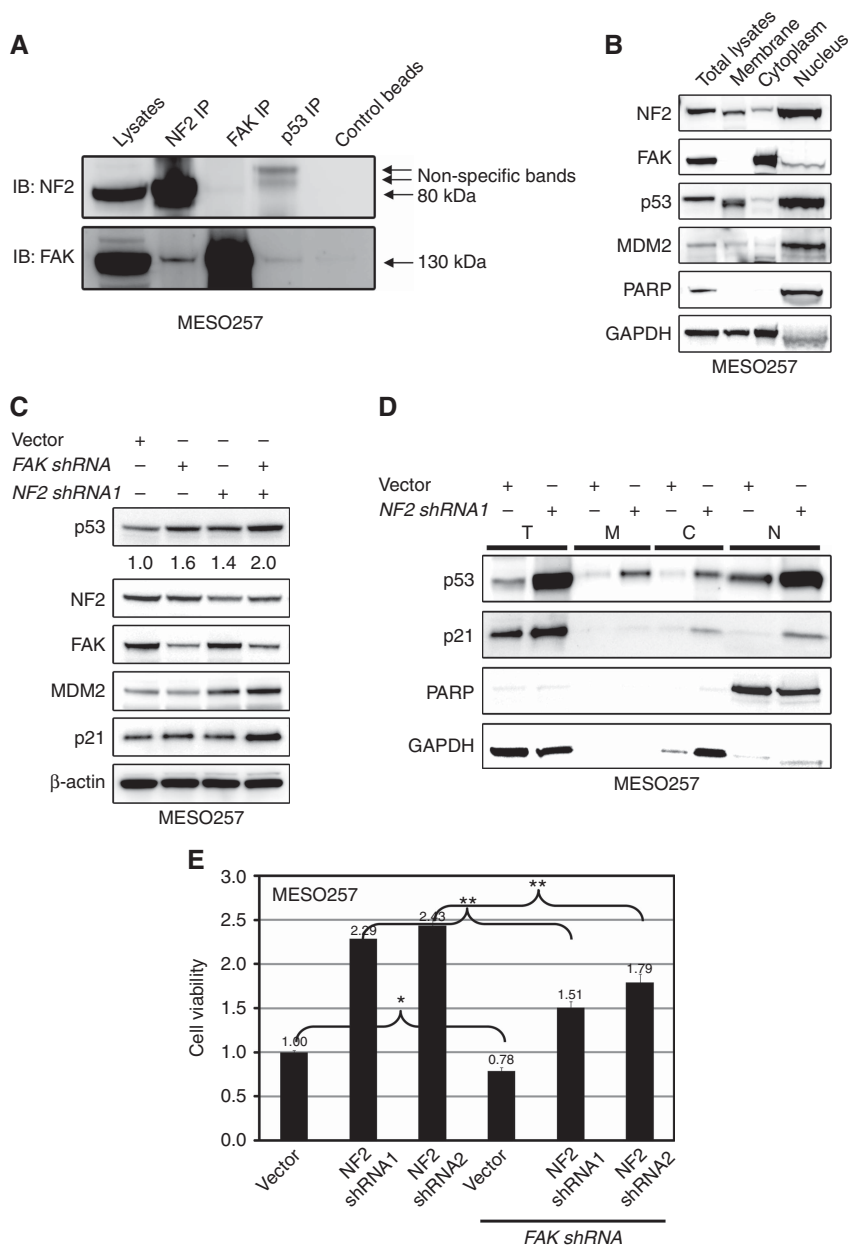 A
Lysates
NF2 IP
FAK IP
p53 IP
Control beads
IB: NF2
Non-specific bands
80 kDa
IB: FAK
130 kDa
MESO257
B
Total lysates
Membrane
Cytoplasm
Nucleus
NF2
FAK
p53
MDM2
PARP
GAPDH
MESO257
C
Vector + – – –
FAK shRNA – + – +
NF2 shRNA1 – – + +
p53
1.0 1.6 1.4 2.0
NF2
FAK
MDM2
p21
β-actin
MESO257
D
Vector + – + – + – + –
NF2 shRNA1 – + – + – + – +
T M C N
p53
p21
PARP
GAPDH
MESO257
E
MESO257
Cell viability
3.0
2.5
2.0
1.5
1.0
0.5
0.0
1.00
2.29
2.43
0.78
1.51
1.79
*
**
**
Vector
NF2 shRNA1
NF2 shRNA2
Vector
NF2 shRNA1
NF2 shRNA2
FAK shRNA